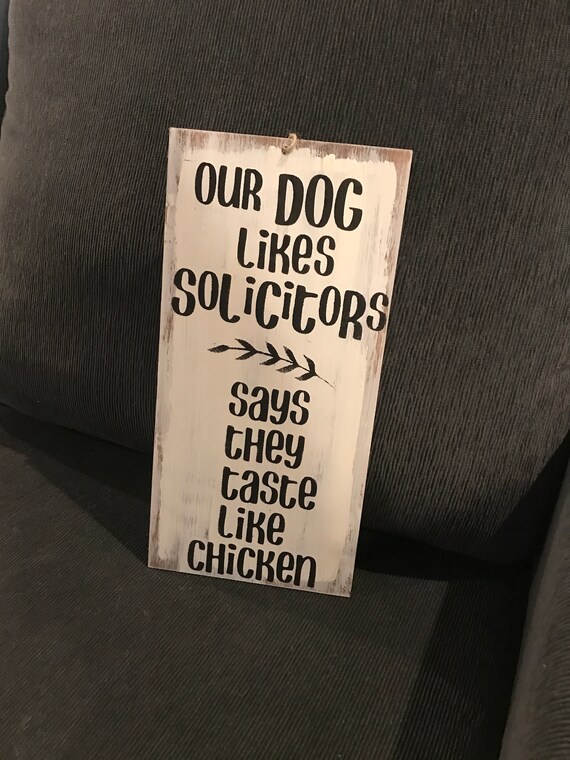 OUR DOG
LiKES
SOLiCitORS
says
they
taste
Like
CHiCKEN